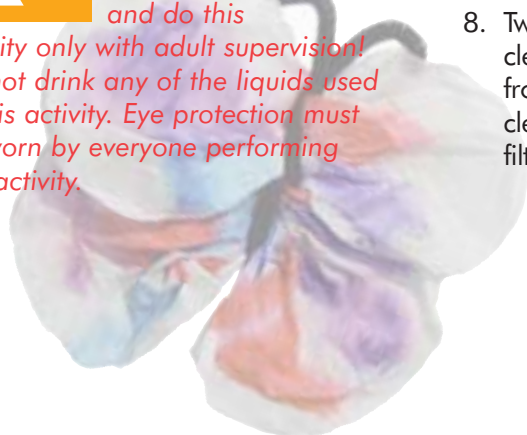 and do this
ity only with adult supervision!
not drink any of the liquids used
is activity. Eye protection must
orn by everyone performing
activity.
8. Tw
cle
fro
cle
filt